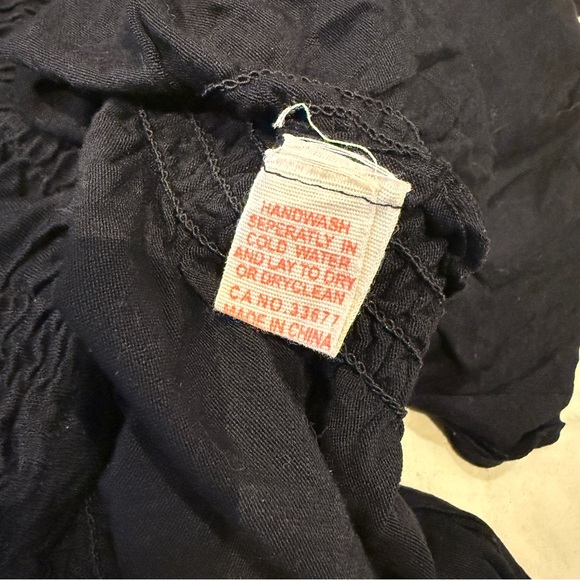 HANDWASH
SEPERATLY IN
COLD WATER
AND LAY TO DRY
OR DRYCLEAN
CA NO. 33677
MADE IN CHINA